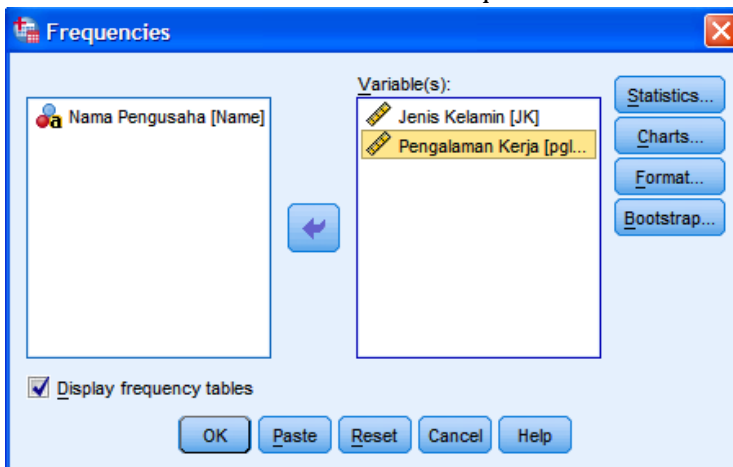 Frequencies
Variable(s):
Nama Pengusaha [Name]
Jenis Kelamin [JK]
Pengalaman Kerja [pgl...
Statistics...
Charts...
Format...
Bootstrap...
Display frequency tables
OK Paste Reset Cancel Help